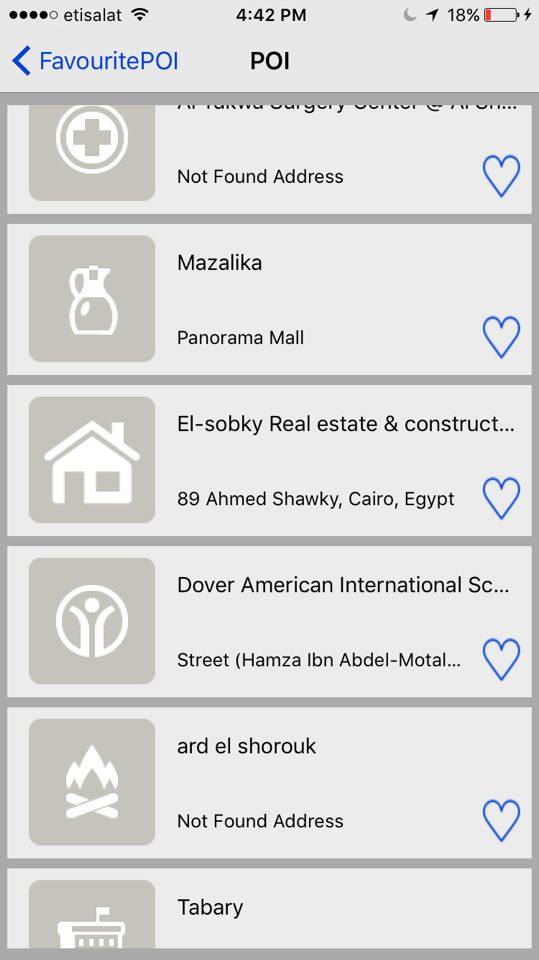 etisalat 4:42 PM 18%
FavouritePOI POI
Surgery Center @
Not Found Address
Mazalika
Panorama Mall
El-sobky Real estate & construct...
89 Ahmed Shawky, Cairo, Egypt
Dover American International Sc...
Street (Hamza Ibn Abdel-Motal...
ard el shorouk
Not Found Address
Tabary